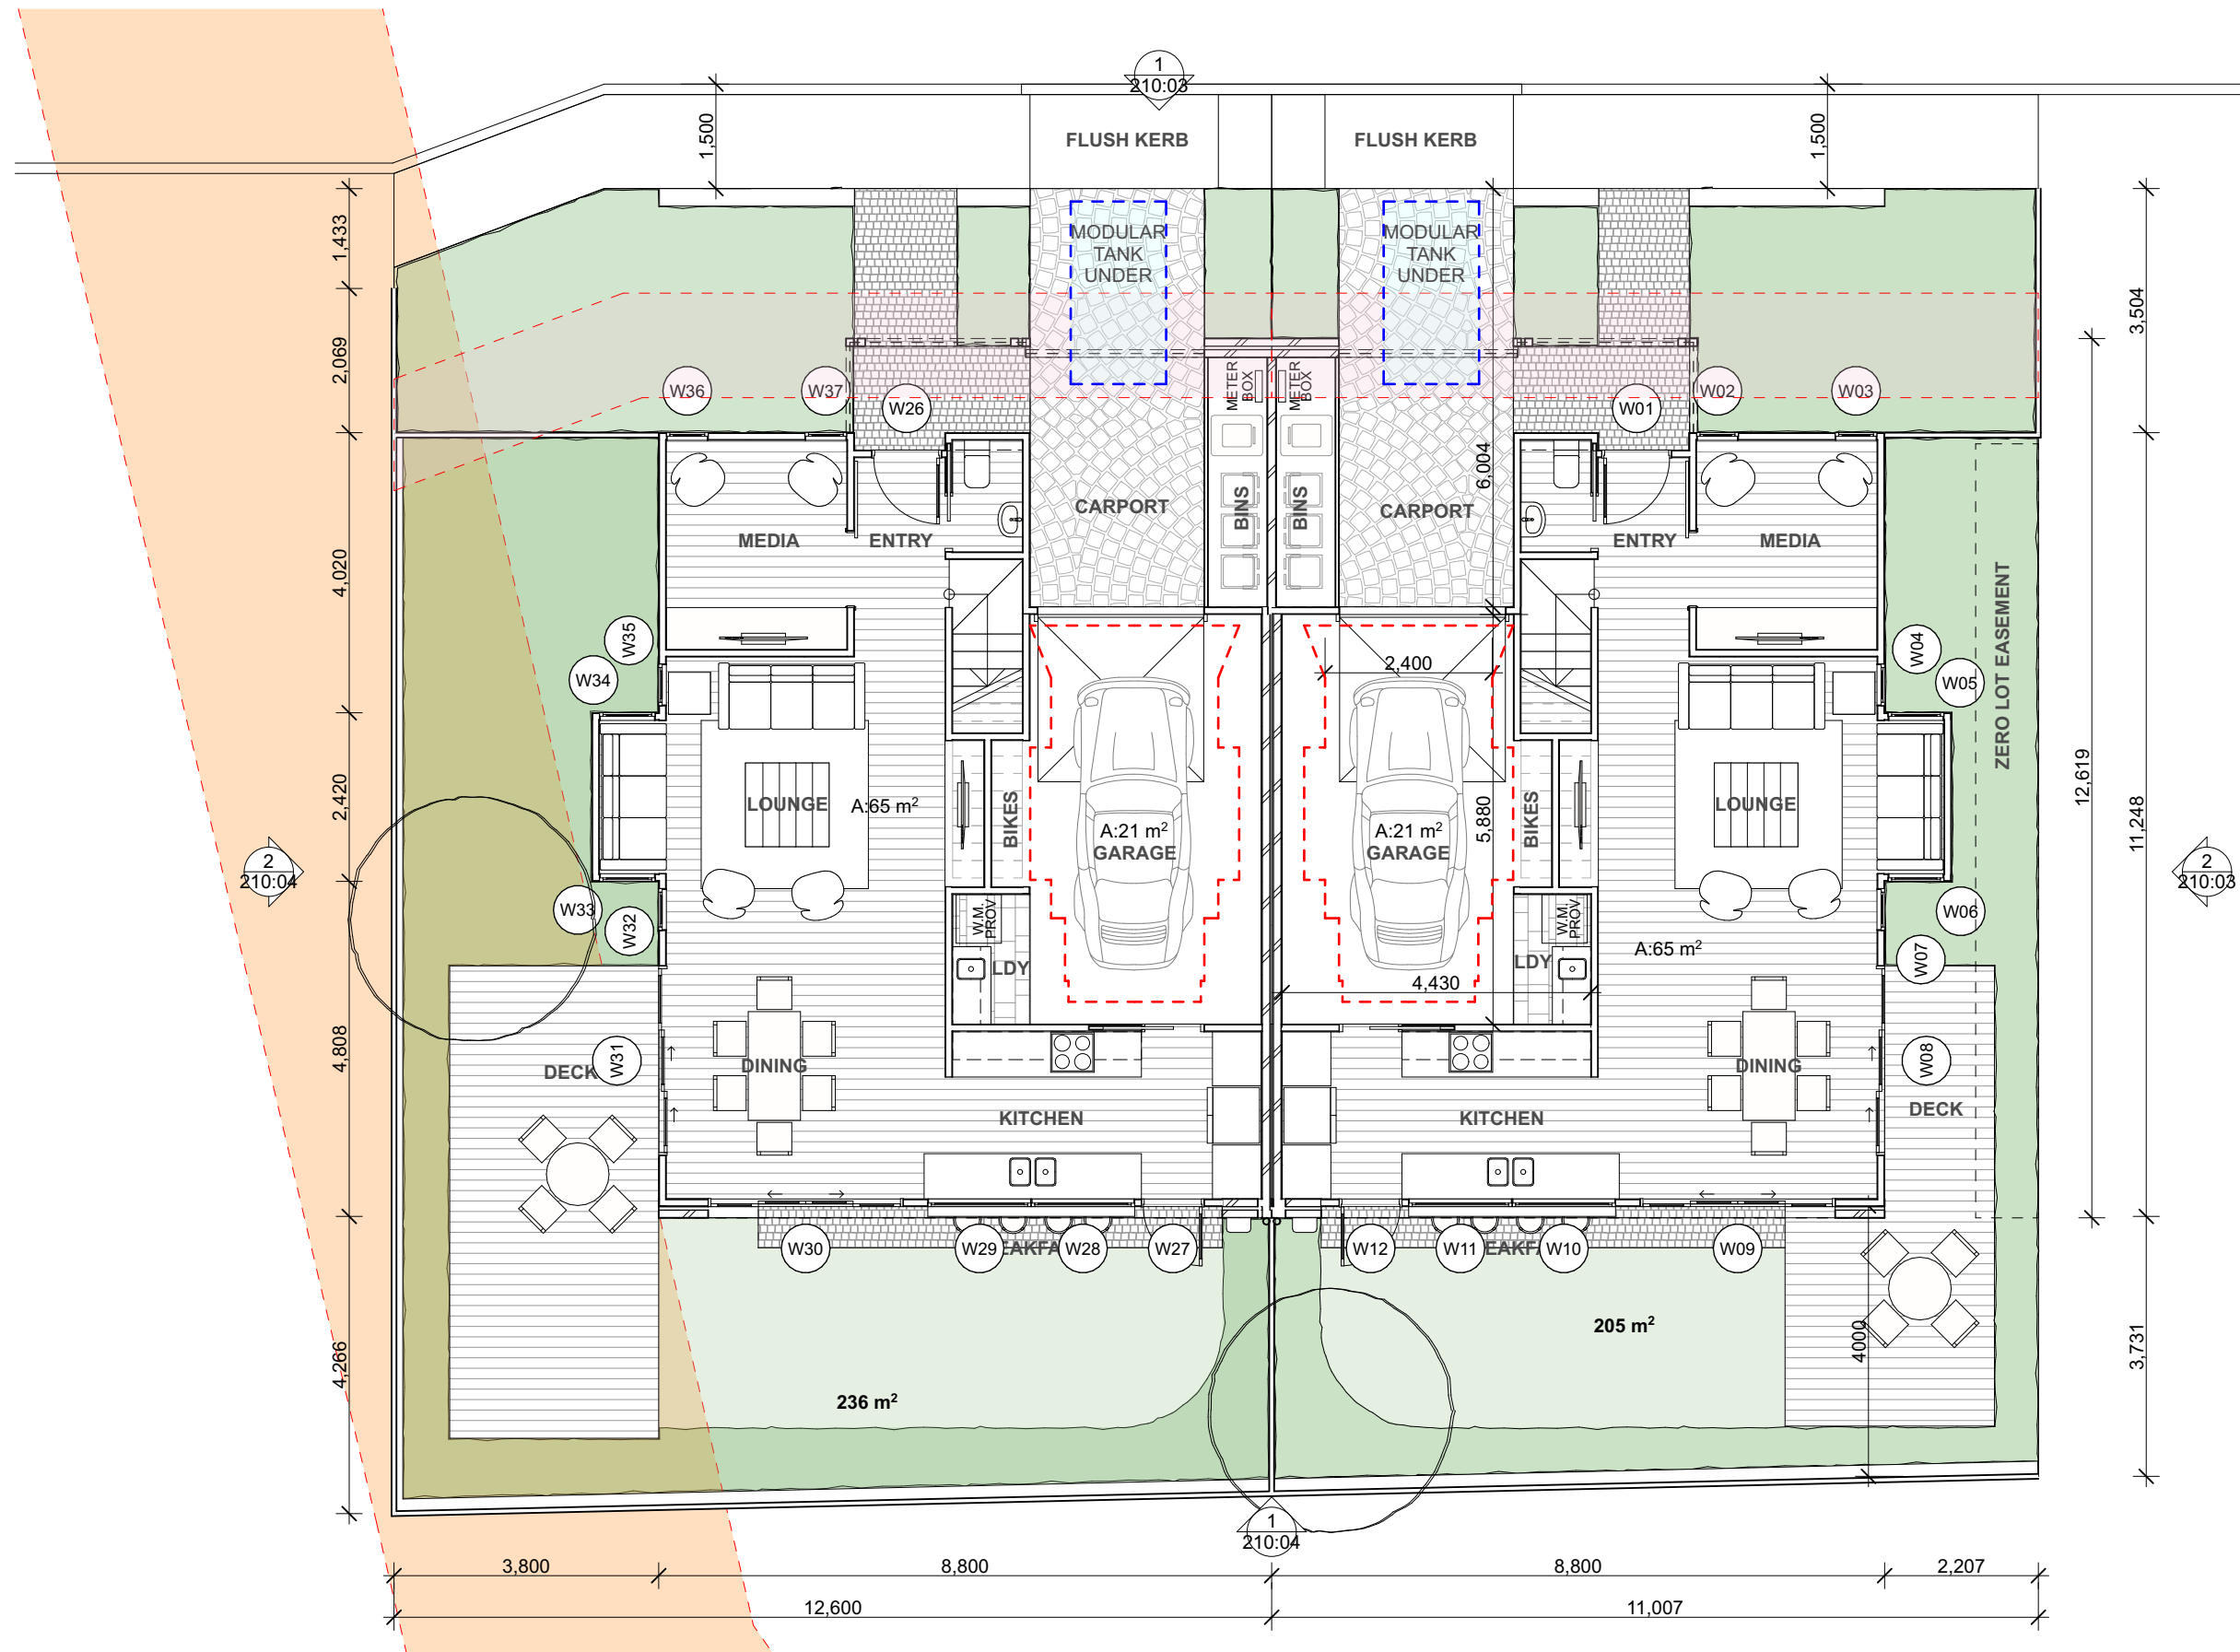 1
210:03
1,500
1,500
FLUSH KERB
FLUSH KERB
MODULAR
TANK
UNDER
MODULAR
TANK
UNDER
1,433
2,069
4,020
2,420
4,808
4,266
3,504
12,619
11,248
3,731
W36
W37
W26
METER
BOX
METER
BOX
W01
W02
W03
6,004
CARPORT
CARPORT
BINS
BINS
MEDIA
ENTRY
ENTRY
MEDIA
W35
W34
W04
W05
ZERO LOT EASEMENT
2,400
LOUNGE
A:65 m²
BIKES
A:21 m²
GARAGE
A:21 m²
GARAGE
5,880
BIKES
LOUNGE
2
210:04
2
210:03
W33
W32
W.M.
PROV
W.M.
PROV
W06
W07
A:65 m²
LDY
LDY
4,430
DECK
W31
DINING
DINING
W08
DECK
KITCHEN
KITCHEN
W30
W29
EAKFA
W28
W27
W12
W11
EAKF
W10
W09
205 m²
4000
236 m²
1
210:04
3,800
8,800
8,800
2,207
12,600
11,007